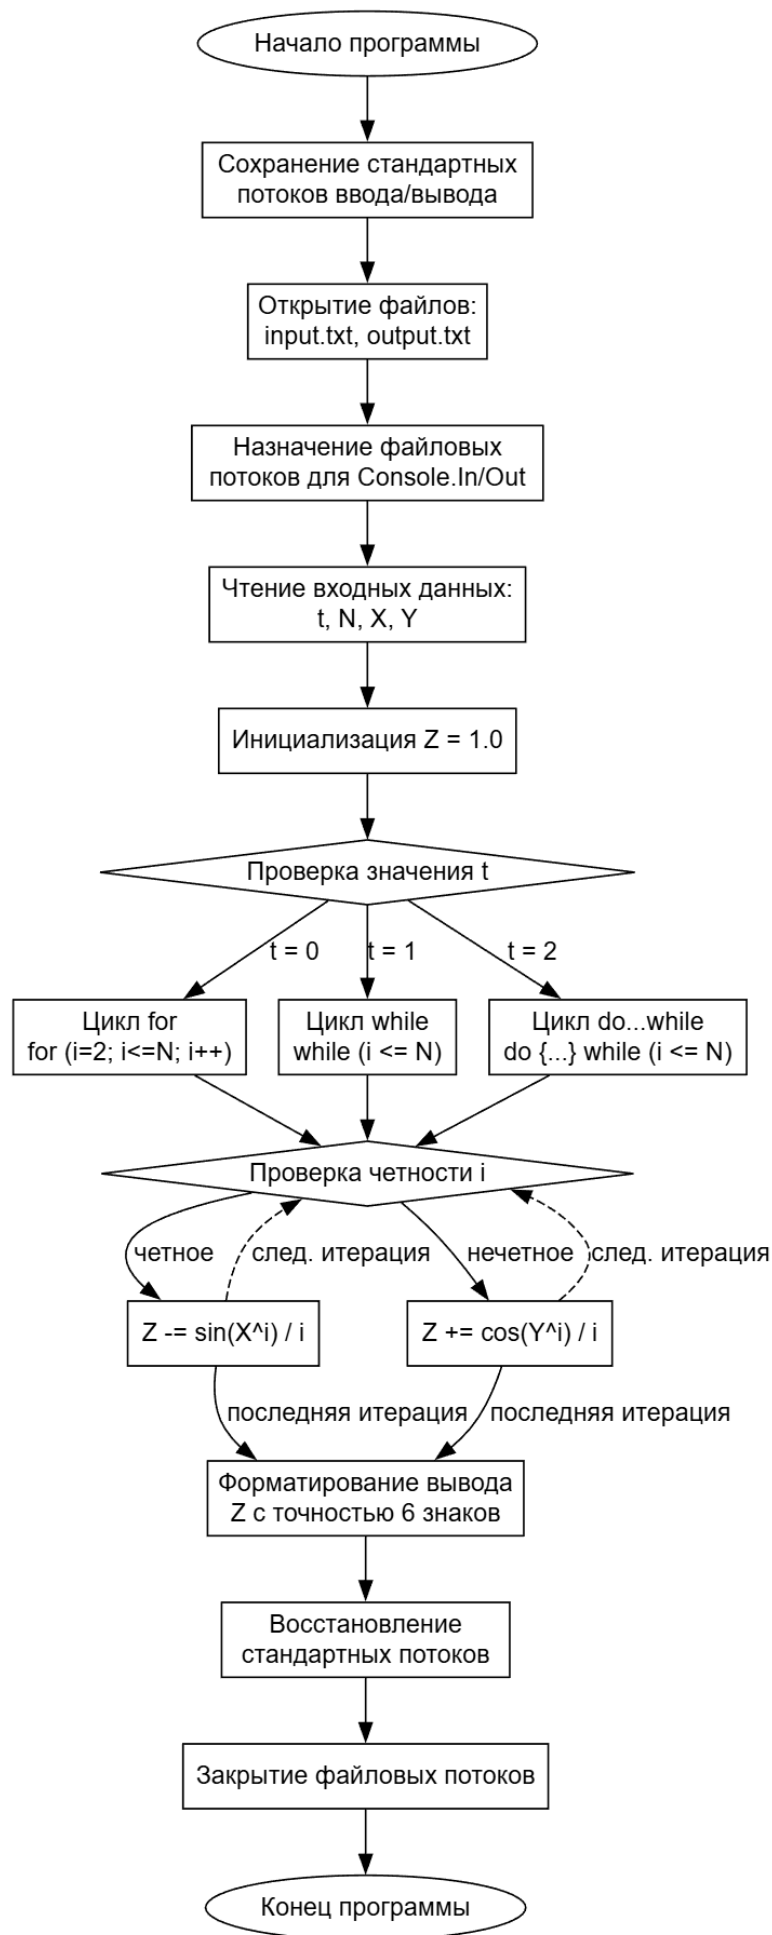 Начало программы
Сохранение стандартных
потоков ввода/вывода
Открытие файлов:
input.txt, output.txt
Назначение файловых
потоков для Console.In/Out
Чтение входных данных:
t, N, X, Y
Инициализация Z = 1.0
Проверка значения t
t = 0
t = 1
t = 2
Цикл for
for (i=2; i<=N; i++)
Цикл while
while (i <= N)
Цикл do...while
do {...} while (i <= N)
Проверка четности i
четное
след. итерация
нечетное
след. итерация
Z -= sin(X^i) / i
Z += cos(Y^i) / i
последняя итерация
последняя итерация
Форматирование вывода
Z с точностью 6 знаков
Восстановление
стандартных потоков
Закрытие файловых потоков
Конец программы